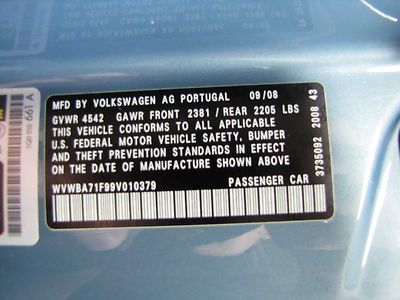 MFD BY VOLKSWAGEN AG PORTUGAL 09/08
GVWR 4542 GAWR FRONT 2381 / REAR 2205 LBS
THIS VEHICLE CONFORMS TO ALL APPLICABLE
U.S. FEDERAL MOTOR VEHICLE SAFETY, BUMPER
AND THEFT PREVENTION STANDARDS IN EFFECT
ON THE DATE OF MANUFACTURE SHOWN ABOVE
WVWBA71F99V010379 PASSENGER CAR
3735092 2008 43
661 A